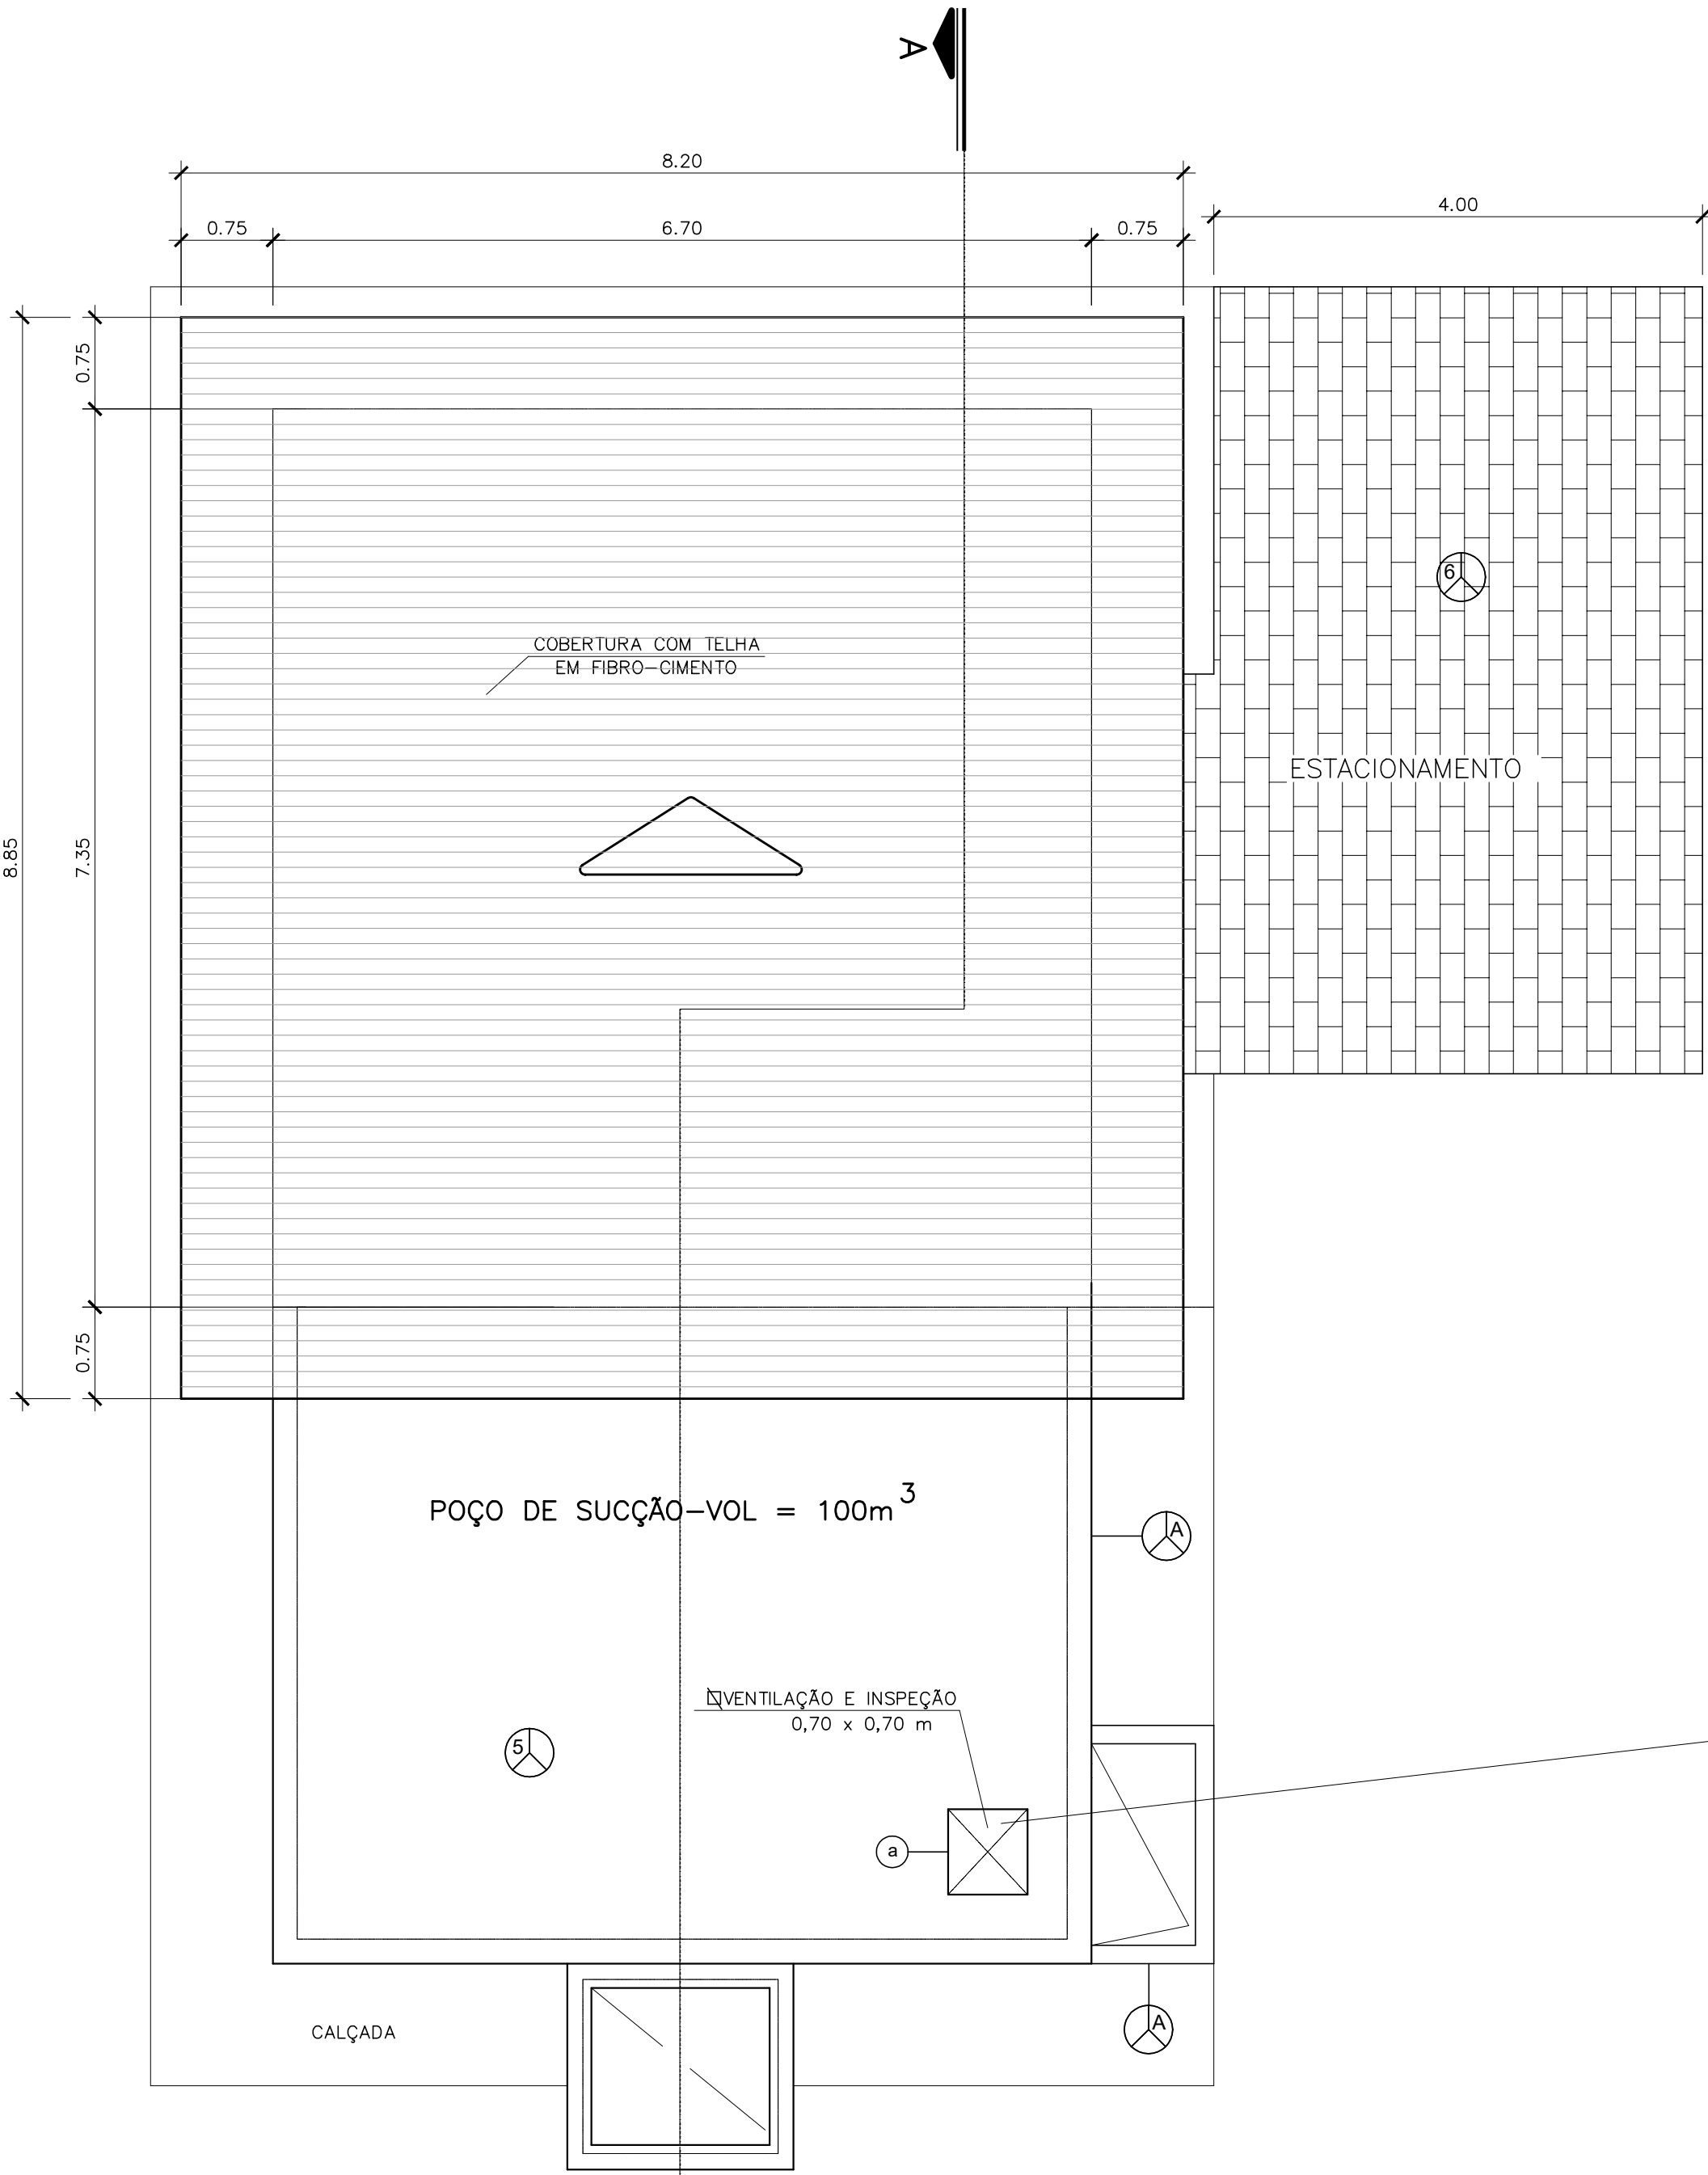 A
8.20
4.00
0.75
6.70
0.75
0.75
6
COBERTURA COM TELHA
EM FIBRO-CIMENTO
ESTACIONAMENTO
8.85
7.35
0.75
POÇO DE SUCÇÃO-VOL = 100m³
A
VENTILAÇÃO E INSPEÇÃO
0,70 x 0,70 m
5
a
A
CALÇADA